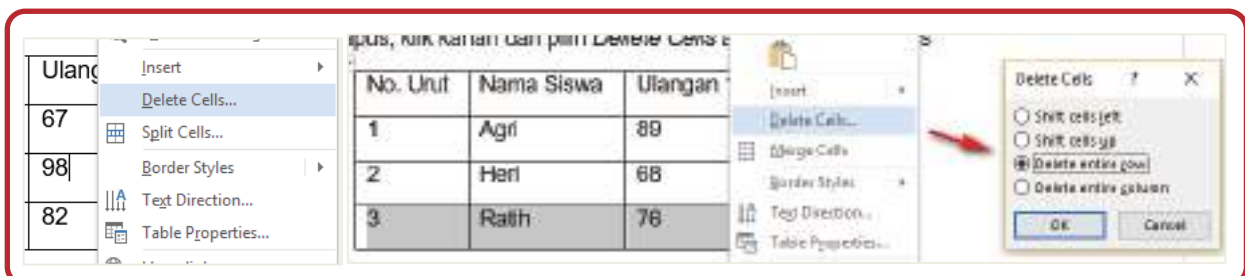 Ulang
67
98
82
Insert
Delete Cells...
Split Cells...
Border Styles
Text Direction...
Table Properties...
klik kanan dan pilih Delete Cells
No. Urut Nama Siswa Ulangan
1 Agri 89
2 Heri 68
3 Ratih 76
Insert
Delete Cells...
Merge Cells
Border Styles
Text Direction...
Table Properties...
Delete Cells ? X
Shift cells left
Shift cells up
Delete entire row
Delete entire column
OK Cancel